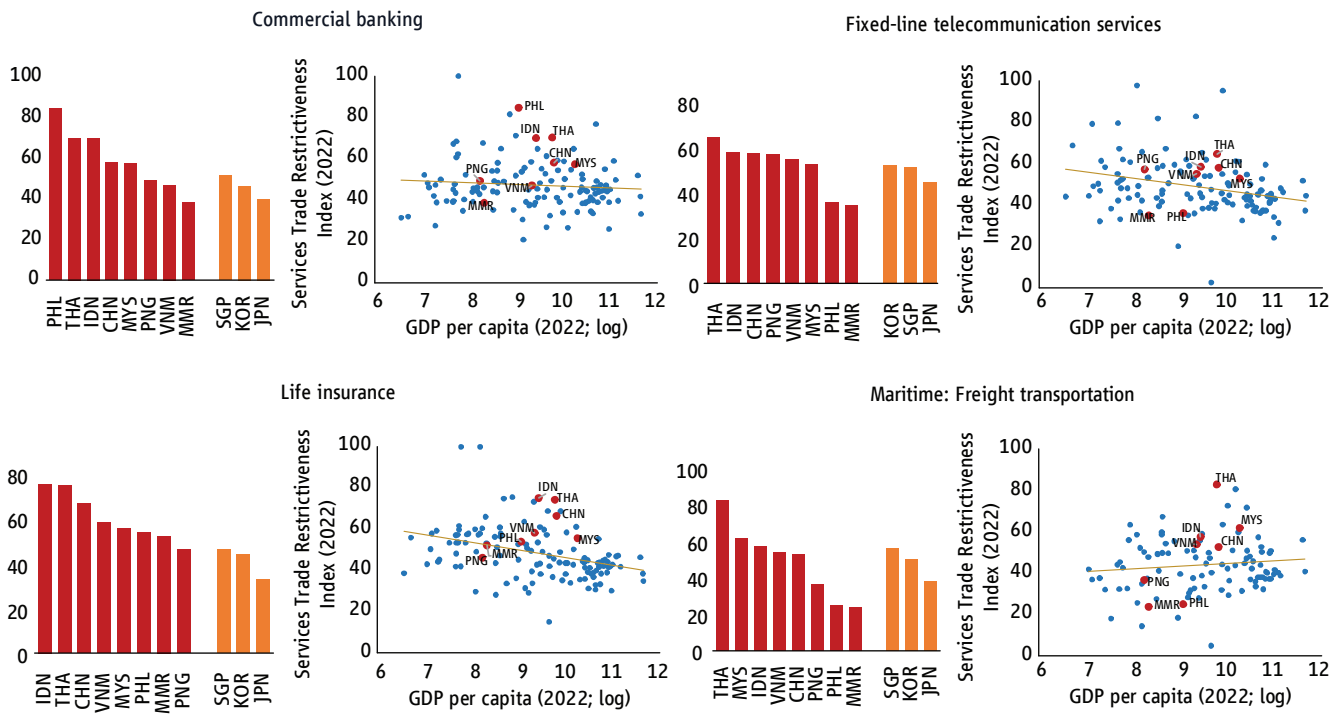 Commercial banking
100
80
60
40
20
0
PHL
THA
IDN
CHN
MYS
PNG
VNM
MMR
SGP
KOR
JPN
Services Trade Restrictiveness
Index (2022)
100
80
60
40
20
0
PHL
IDN
THA
CHN
MYS
PNG
VNM
MMR
6 7 8 9 10 11 12
GDP per capita (2022; log)
Fixed-line telecommunication services
80
60
40
20
0
THA
IDN
CHN
PNG
VNM
MYS
PHL
MMR
KOR
SGP
JPN
Services Trade Restrictiveness
Index (2022)
100
80
60
40
20
0
THA
IDN
CHN
PNG
VNM
MYS
MMR
PHL
6 7 8 9 10 11 12
GDP per capita (2022; log)
Life insurance
80
60
40
20
0
IDN
THA
CHN
VNM
MYS
PHL
MMR
PNG
SGP
KOR
JPN
Services Trade Restrictiveness
Index (2022)
100
80
60
40
20
0
IDN
THA
CHN
VNM
PHL
MYS
MMR
PNG
6 7 8 9 10 11 12
GDP per capita (2022; log)
Maritime: Freight transportation
100
80
60
40
20
0
THA
MYS
IDN
VNM
CHN
PNG
PHL
MMR
SGP
KOR
JPN
Services Trade Restrictiveness
Index (2022)
100
80
60
40
20
0
THA
MYS
IDN
VNM
CHN
PNG
MMR
PHL
6 7 8 9 10 11 12
GDP per capita (2022; log)